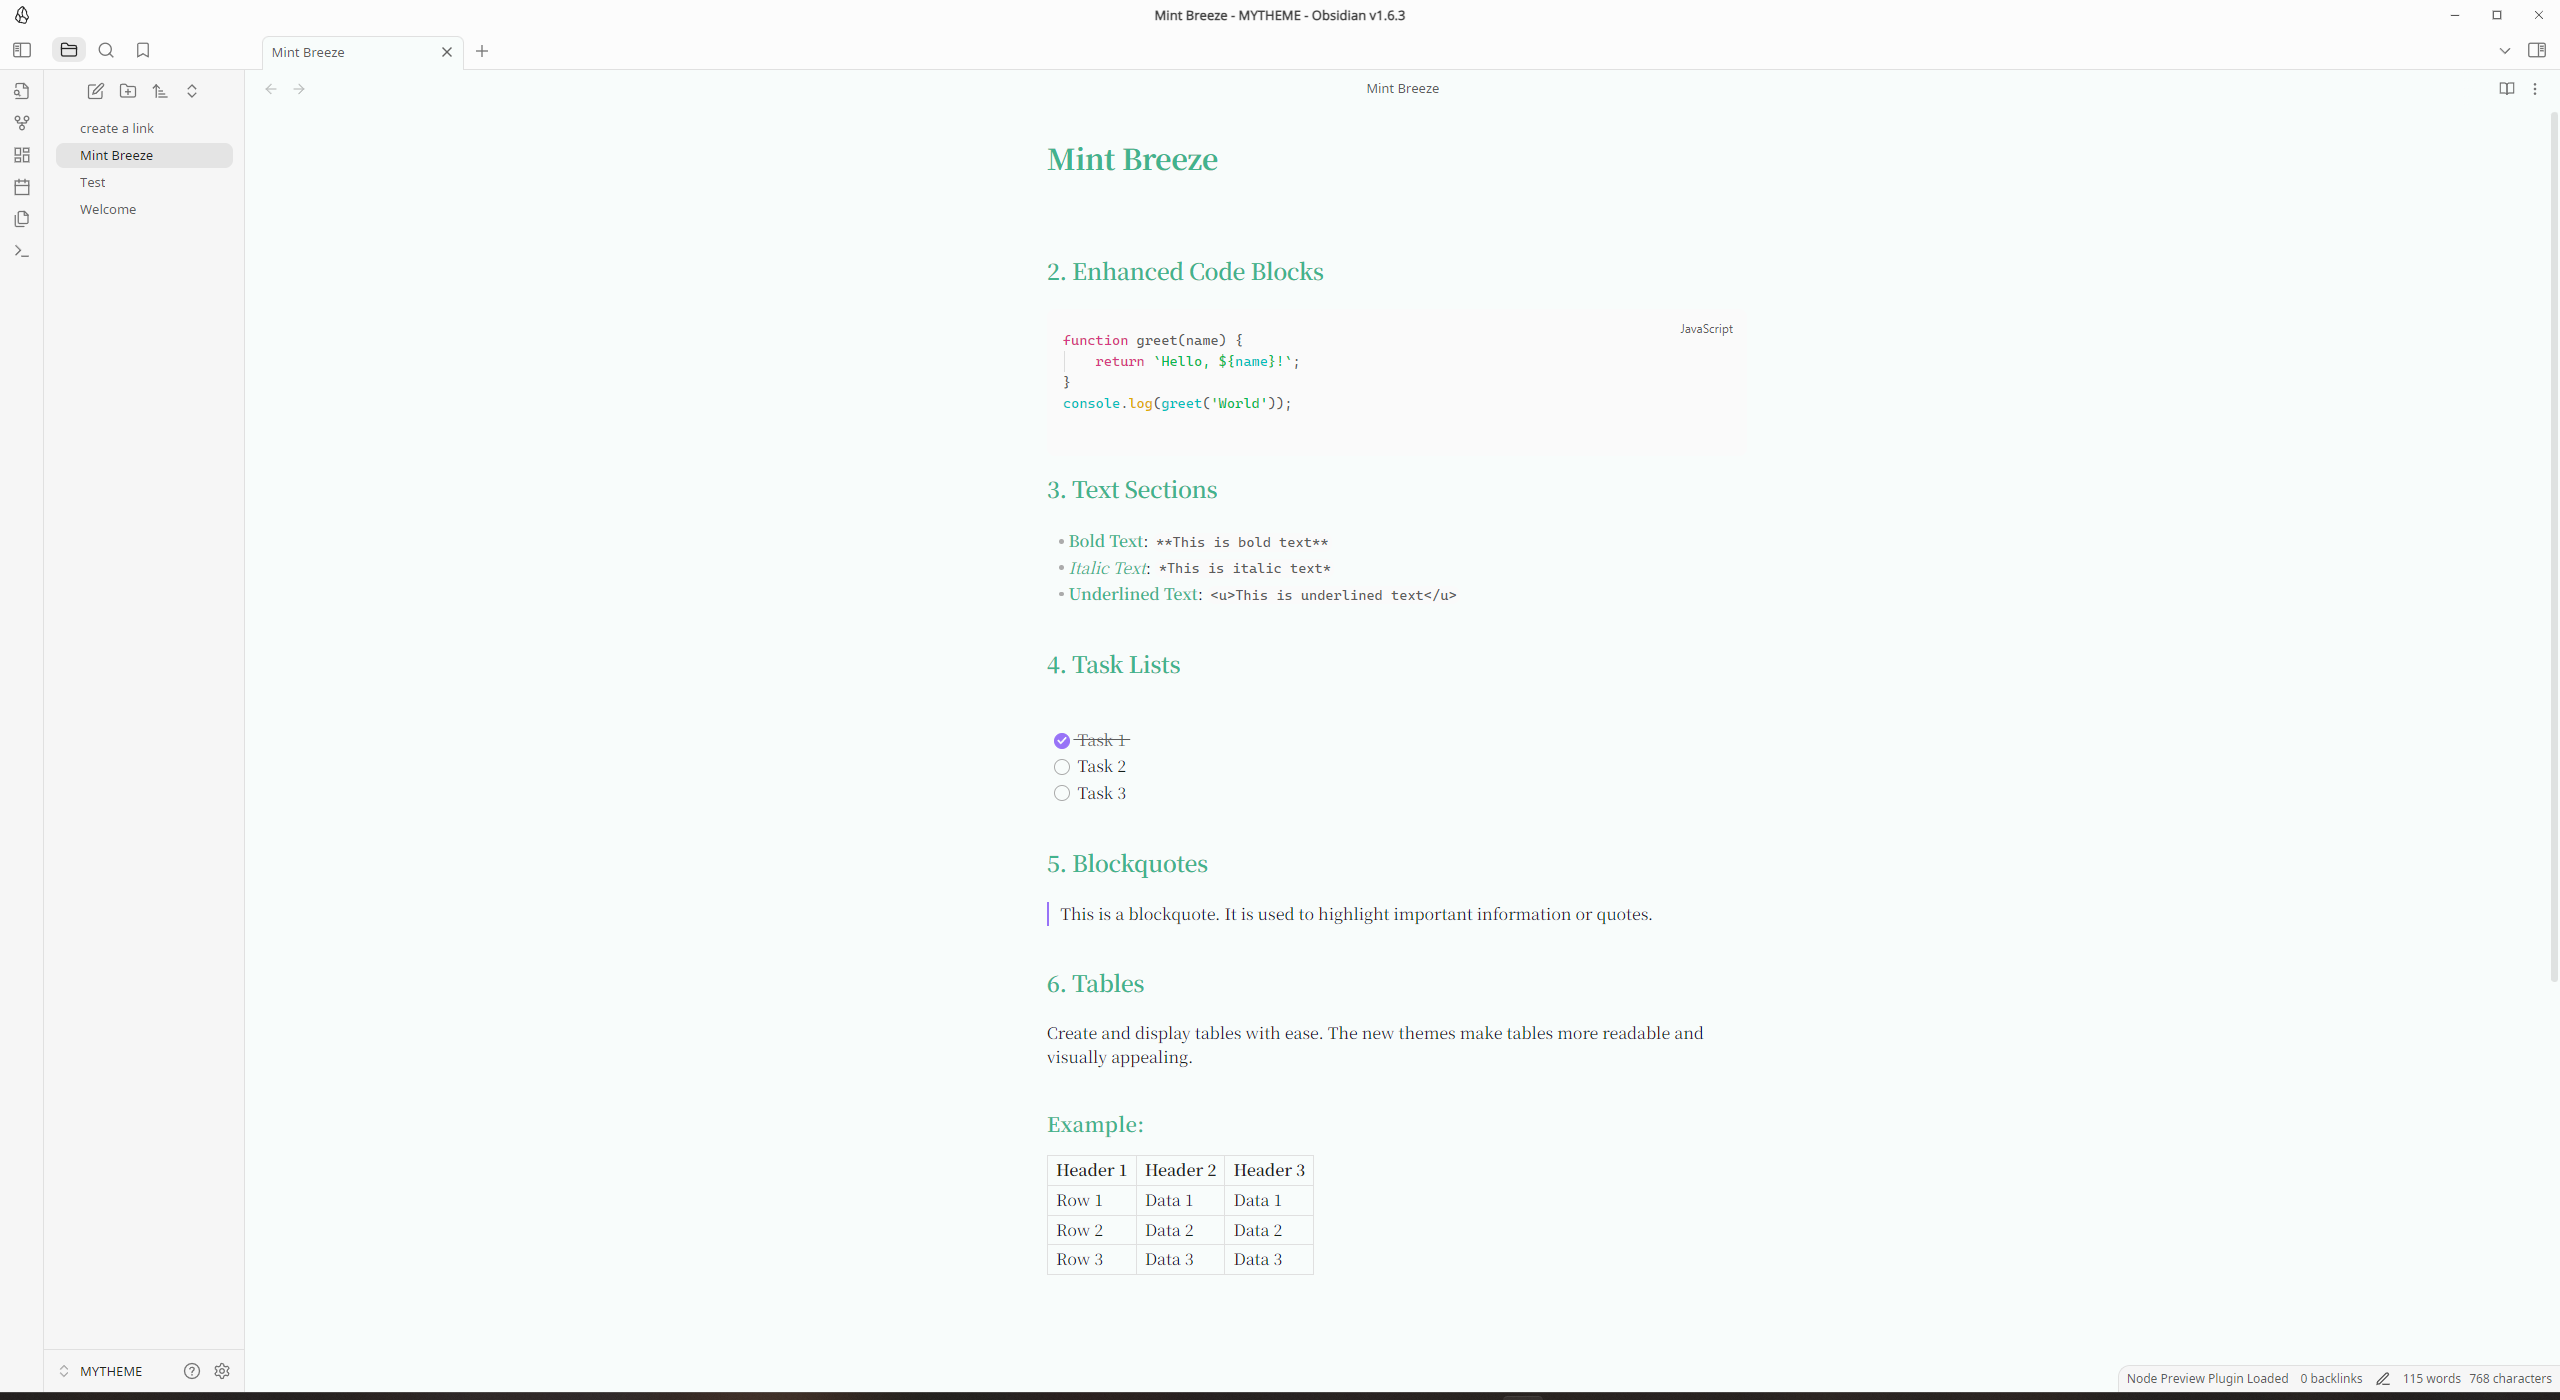 Mint Breeze - MYTHEME - Obsidian v1.6.3
Mint Breeze
create a link
Mint Breeze
Test
Welcome
MYTHEME
Mint Breeze
Mint Breeze
2. Enhanced Code Blocks
JavaScript
function greet(name) {
    return `Hello, ${name}!`;
}
console.log(greet('World'));
3. Text Sections
Bold Text: **This is bold text**
Italic Text: *This is italic text*
Underlined Text: <u>This is underlined text</u>
4. Task Lists
Task 1
Task 2
Task 3
5. Blockquotes
This is a blockquote. It is used to highlight important information or quotes.
6. Tables
Create and display tables with ease. The new themes make tables more readable and
visually appealing.
Example:
Header 1 Header 2 Header 3
Row 1 Data 1 Data 1
Row 2 Data 2 Data 2
Row 3 Data 3 Data 3
Node Preview Plugin Loaded 0 backlinks 115 words 768 characters